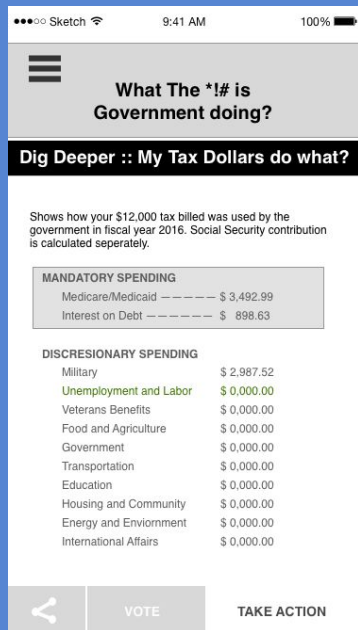 Sketch 9:41 AM 100%
What The *!# is
Government doing?
Dig Deeper :: My Tax Dollars do what?
Shows how your $12,000 tax billed was used by the
government in fiscal year 2016. Social Security contribution
is calculated seperately.
MANDATORY SPENDING
Medicare/Medicaid — — — — — $ 3,492.99
Interest on Debt — — — — — — $ 898.63
DISCRESIONARY SPENDING
Military $ 2,987.52
Unemployment and Labor $ 0,000.00
Veterans Benefits $ 0,000.00
Food and Agriculture $ 0,000.00
Government $ 0,000.00
Transportation $ 0,000.00
Education $ 0,000.00
Housing and Community $ 0,000.00
Energy and Enviornment $ 0,000.00
International Affairs $ 0,000.00
VOTE TAKE ACTION